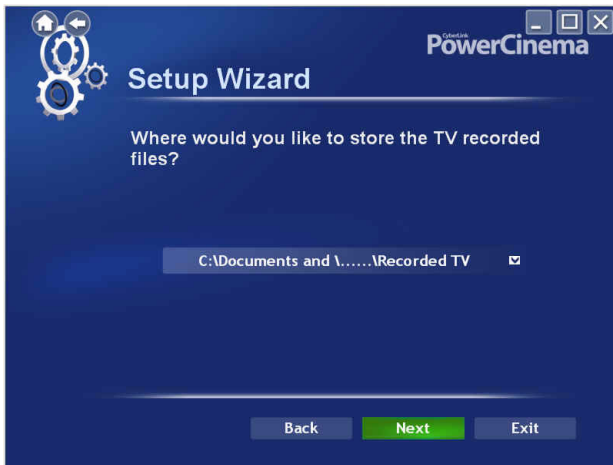 CyberLink
PowerCinema
Setup Wizard
Where would you like to store the TV recorded
files?
C:\Documents and \......\Recorded TV
Back
Next
Exit